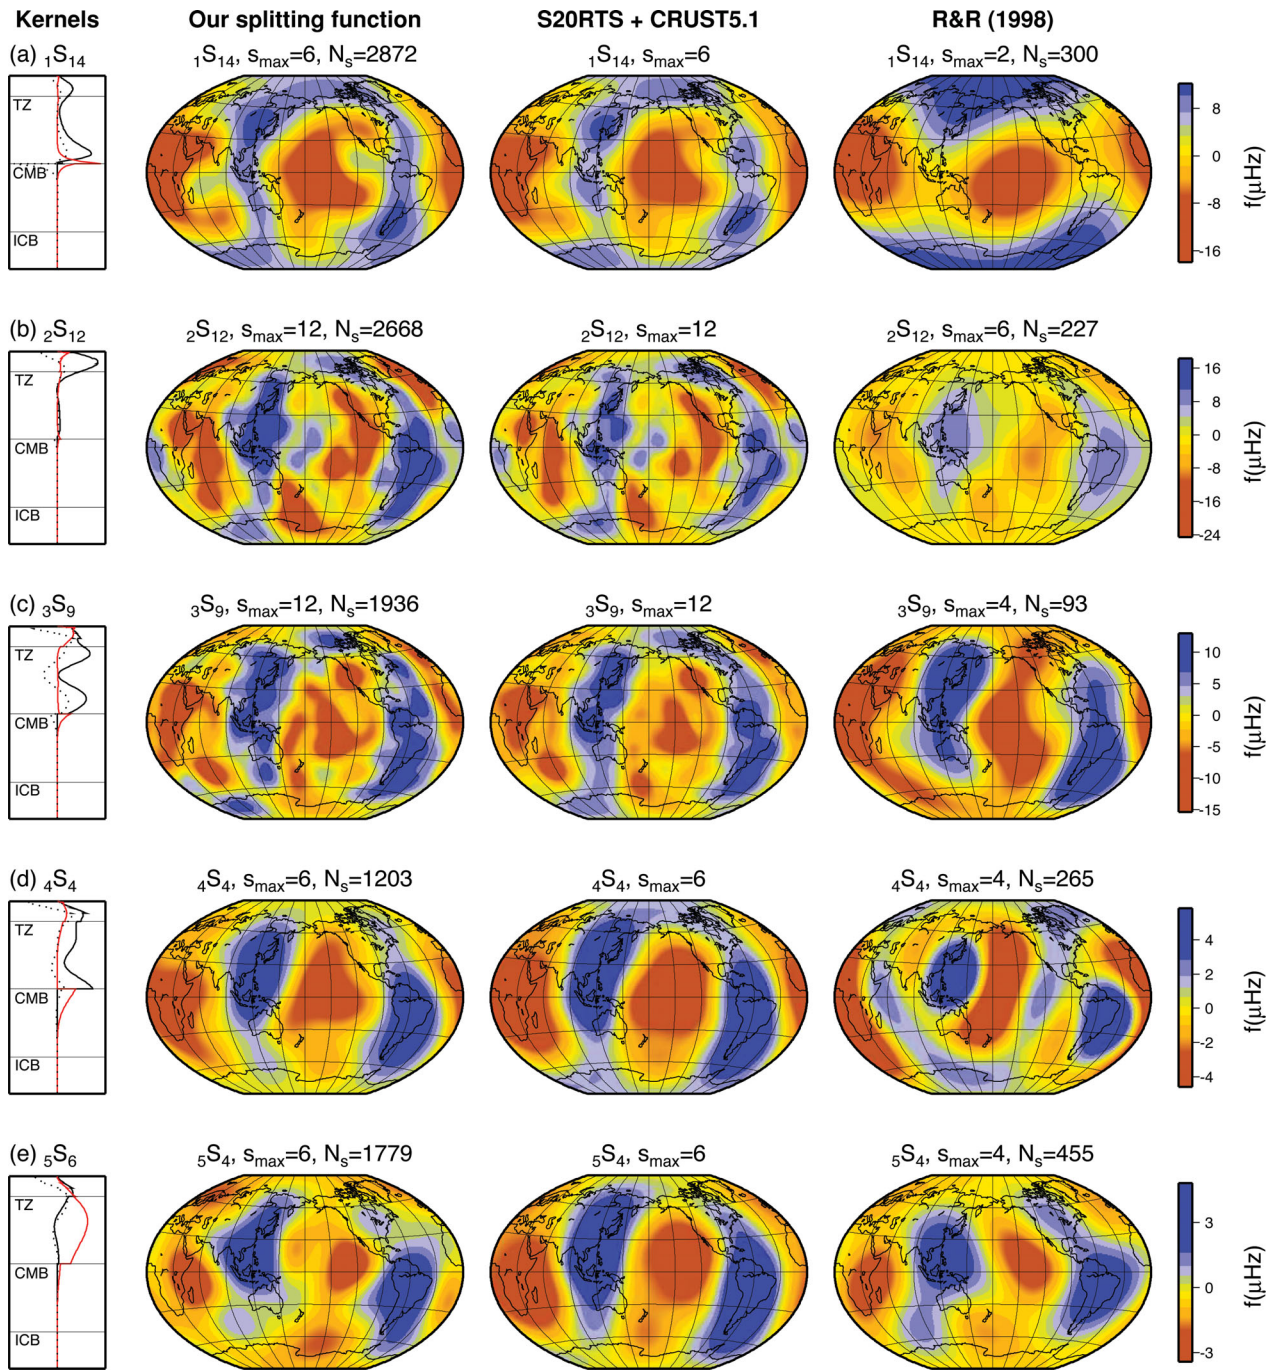 Kernels Our splitting function S20RTS + CRUST5.1 R&R (1998)
(a) ₁S₁₄ ₁S₁₄, sₘₐₓ=6, Nₛ=2872 ₁S₁₄, sₘₐₓ=6 ₁S₁₄, sₘₐₓ=2, Nₛ=300
TZ
CMB
ICB
8
0
-8
-16
f(μHz)
(b) ₂S₁₂ ₂S₁₂, sₘₐₓ=12, Nₛ=2668 ₂S₁₂, sₘₐₓ=12 ₂S₁₂, sₘₐₓ=6, Nₛ=227
TZ
CMB
ICB
16
8
0
-8
-16
-24
f(μHz)
(c) ₃S₉ ₃S₉, sₘₐₓ=12, Nₛ=1936 ₃S₉, sₘₐₓ=12 ₃S₉, sₘₐₓ=4, Nₛ=93
TZ
CMB
ICB
10
5
0
-5
-10
-15
f(μHz)
(d) ₄S₄ ₄S₄, sₘₐₓ=6, Nₛ=1203 ₄S₄, sₘₐₓ=6 ₄S₄, sₘₐₓ=4, Nₛ=265
TZ
CMB
ICB
4
2
0
-2
-4
f(μHz)
(e) ₅S₆ ₅S₄, sₘₐₓ=6, Nₛ=1779 ₅S₄, sₘₐₓ=6 ₅S₄, sₘₐₓ=4, Nₛ=455
TZ
CMB
ICB
3
0
-3
f(μHz)